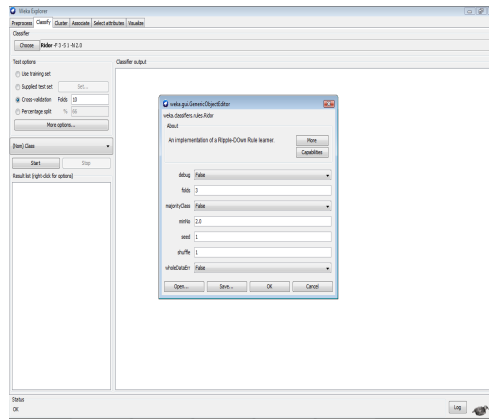 Weka Explorer
Preprocess Classify Cluster Associate Select attributes Visualize
Classifier
Choose Ridor -F 3 -S 1 -N 2.0
Test options
Use training set
Supplied test set Set...
Cross-validation Folds 10
Percentage split % 66
More options...
(Nom) Class
Start Stop
Result list (right-click for options)
Classifier output
weka.gui.GenericObjectEditor
weka.classifiers.rules.Ridor
About
An implementation of a RIpple-DOwn Rule learner.
More
Capabilities
debug False
folds 3
majorityClass False
minNo 2.0
seed 1
shuffle 1
wholeDataErr False
Open... Save... OK Cancel
Status
OK
Log